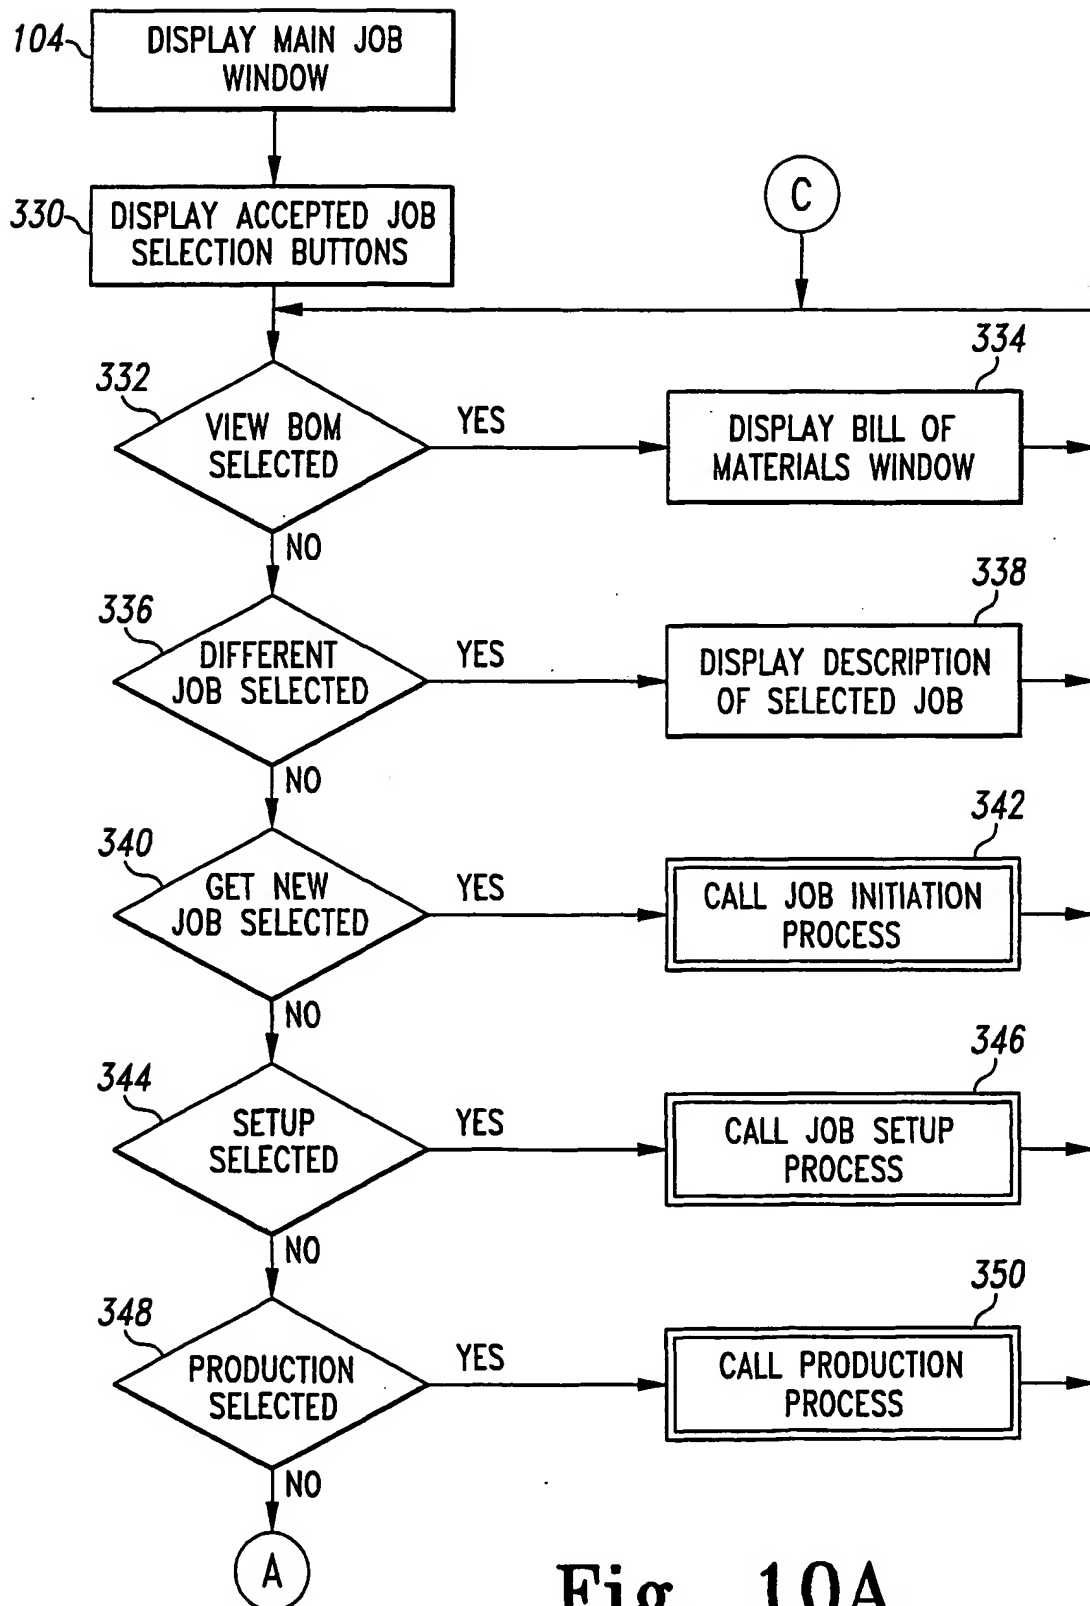 104
DISPLAY MAIN JOB
WINDOW
330
DISPLAY ACCEPTED JOB
SELECTION BUTTONS
C
332
VIEW BOM
SELECTED
YES
334
DISPLAY BILL OF
MATERIALS WINDOW
NO
336
DIFFERENT
JOB SELECTED
YES
338
DISPLAY DESCRIPTION
OF SELECTED JOB
NO
340
GET NEW
JOB SELECTED
YES
342
CALL JOB INITIATION
PROCESS
NO
344
SETUP
SELECTED
YES
346
CALL JOB SETUP
PROCESS
NO
348
PRODUCTION
SELECTED
YES
350
CALL PRODUCTION
PROCESS
NO
A
Fig. 10A